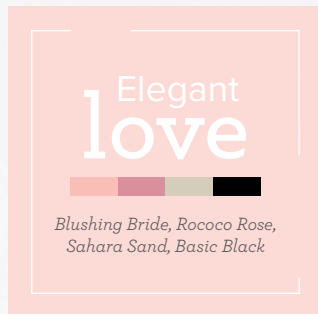 Elegant
love
Blushing Bride, Rococo Rose,
Sahara Sand, Basic Black